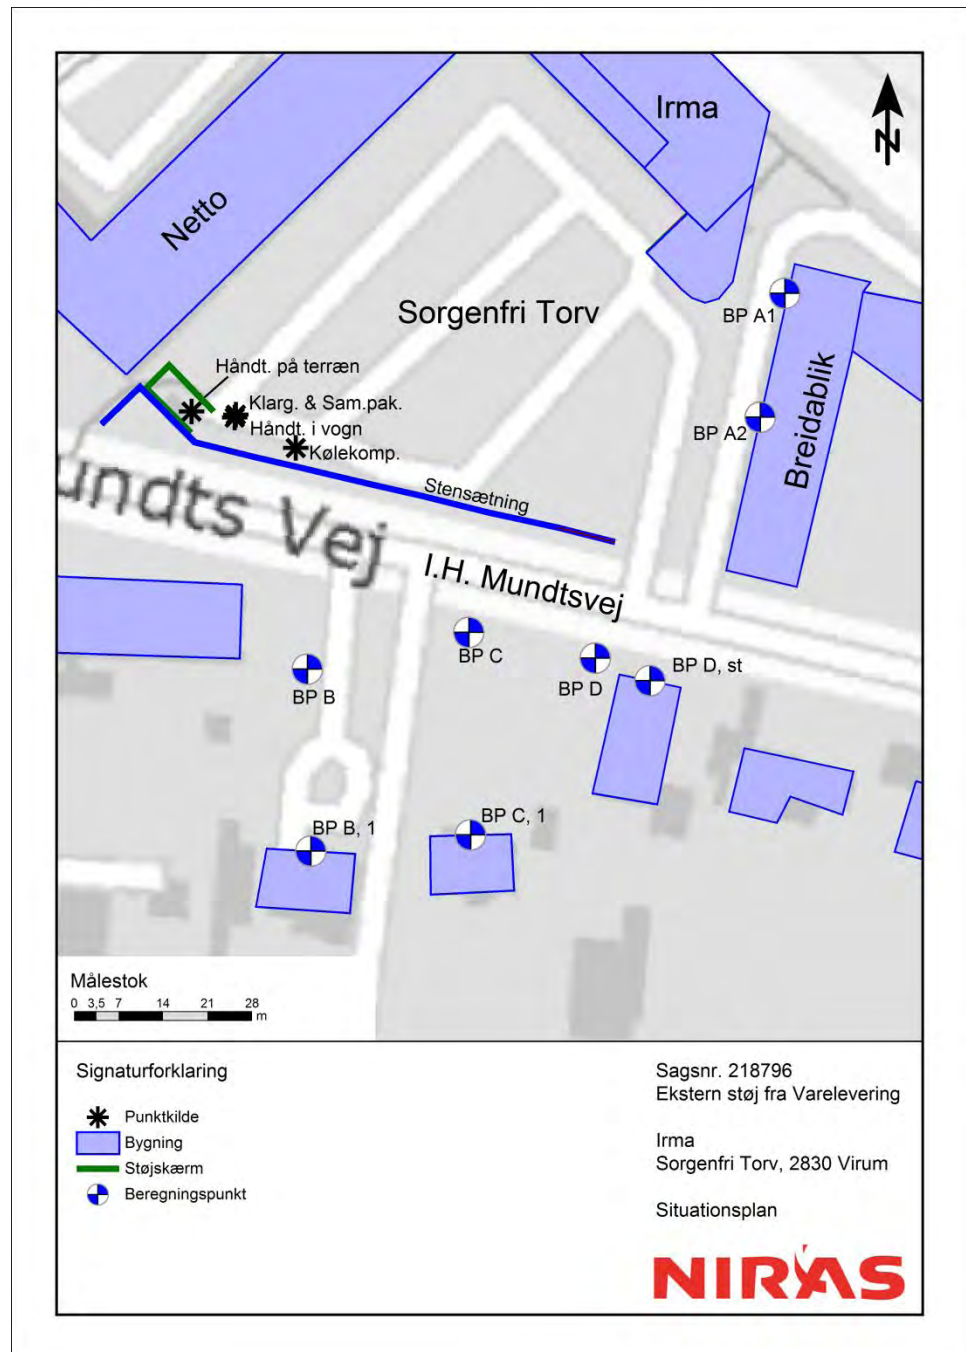 Irma
N
Netto
BP A1
Sorgenfri Torv
Håndt. på terræn
Breidablik
Klarg. & Sam.pak.
BP A2
Håndt. i vogn
Kølekomp.
Stensætning
undts Vej
I.H. Mundtsvej
BP C
BP D, st
BP D
BP B
BP C, 1
BP B, 1
Målestok
0 3,5 7 14 21 28
m
Signaturforklaring
Punktkilde
Bygning
Støjskærm
Beregningspunkt
Sagsnr. 218796
Ekstern støj fra Varelevering
Irma
Sorgenfri Torv, 2830 Virum
Situationsplan
NIRAS